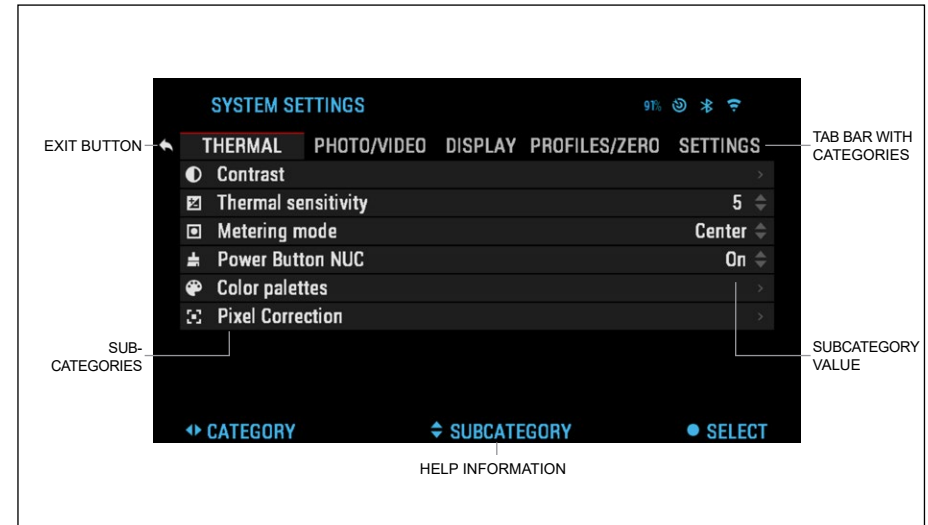 SYSTEM SETTINGS 91%
EXIT BUTTON
THERMAL PHOTO/VIDEO DISPLAY PROFILES/ZERO SETTINGS
TAB BAR WITH
CATEGORIES
Contrast
Thermal sensitivity 5
Metering mode Center
Power Button NUC On
Color palettes
Pixel Correction
SUB-
CATEGORIES
SUBCATEGORY
VALUE
CATEGORY SUBCATEGORY SELECT
HELP INFORMATION